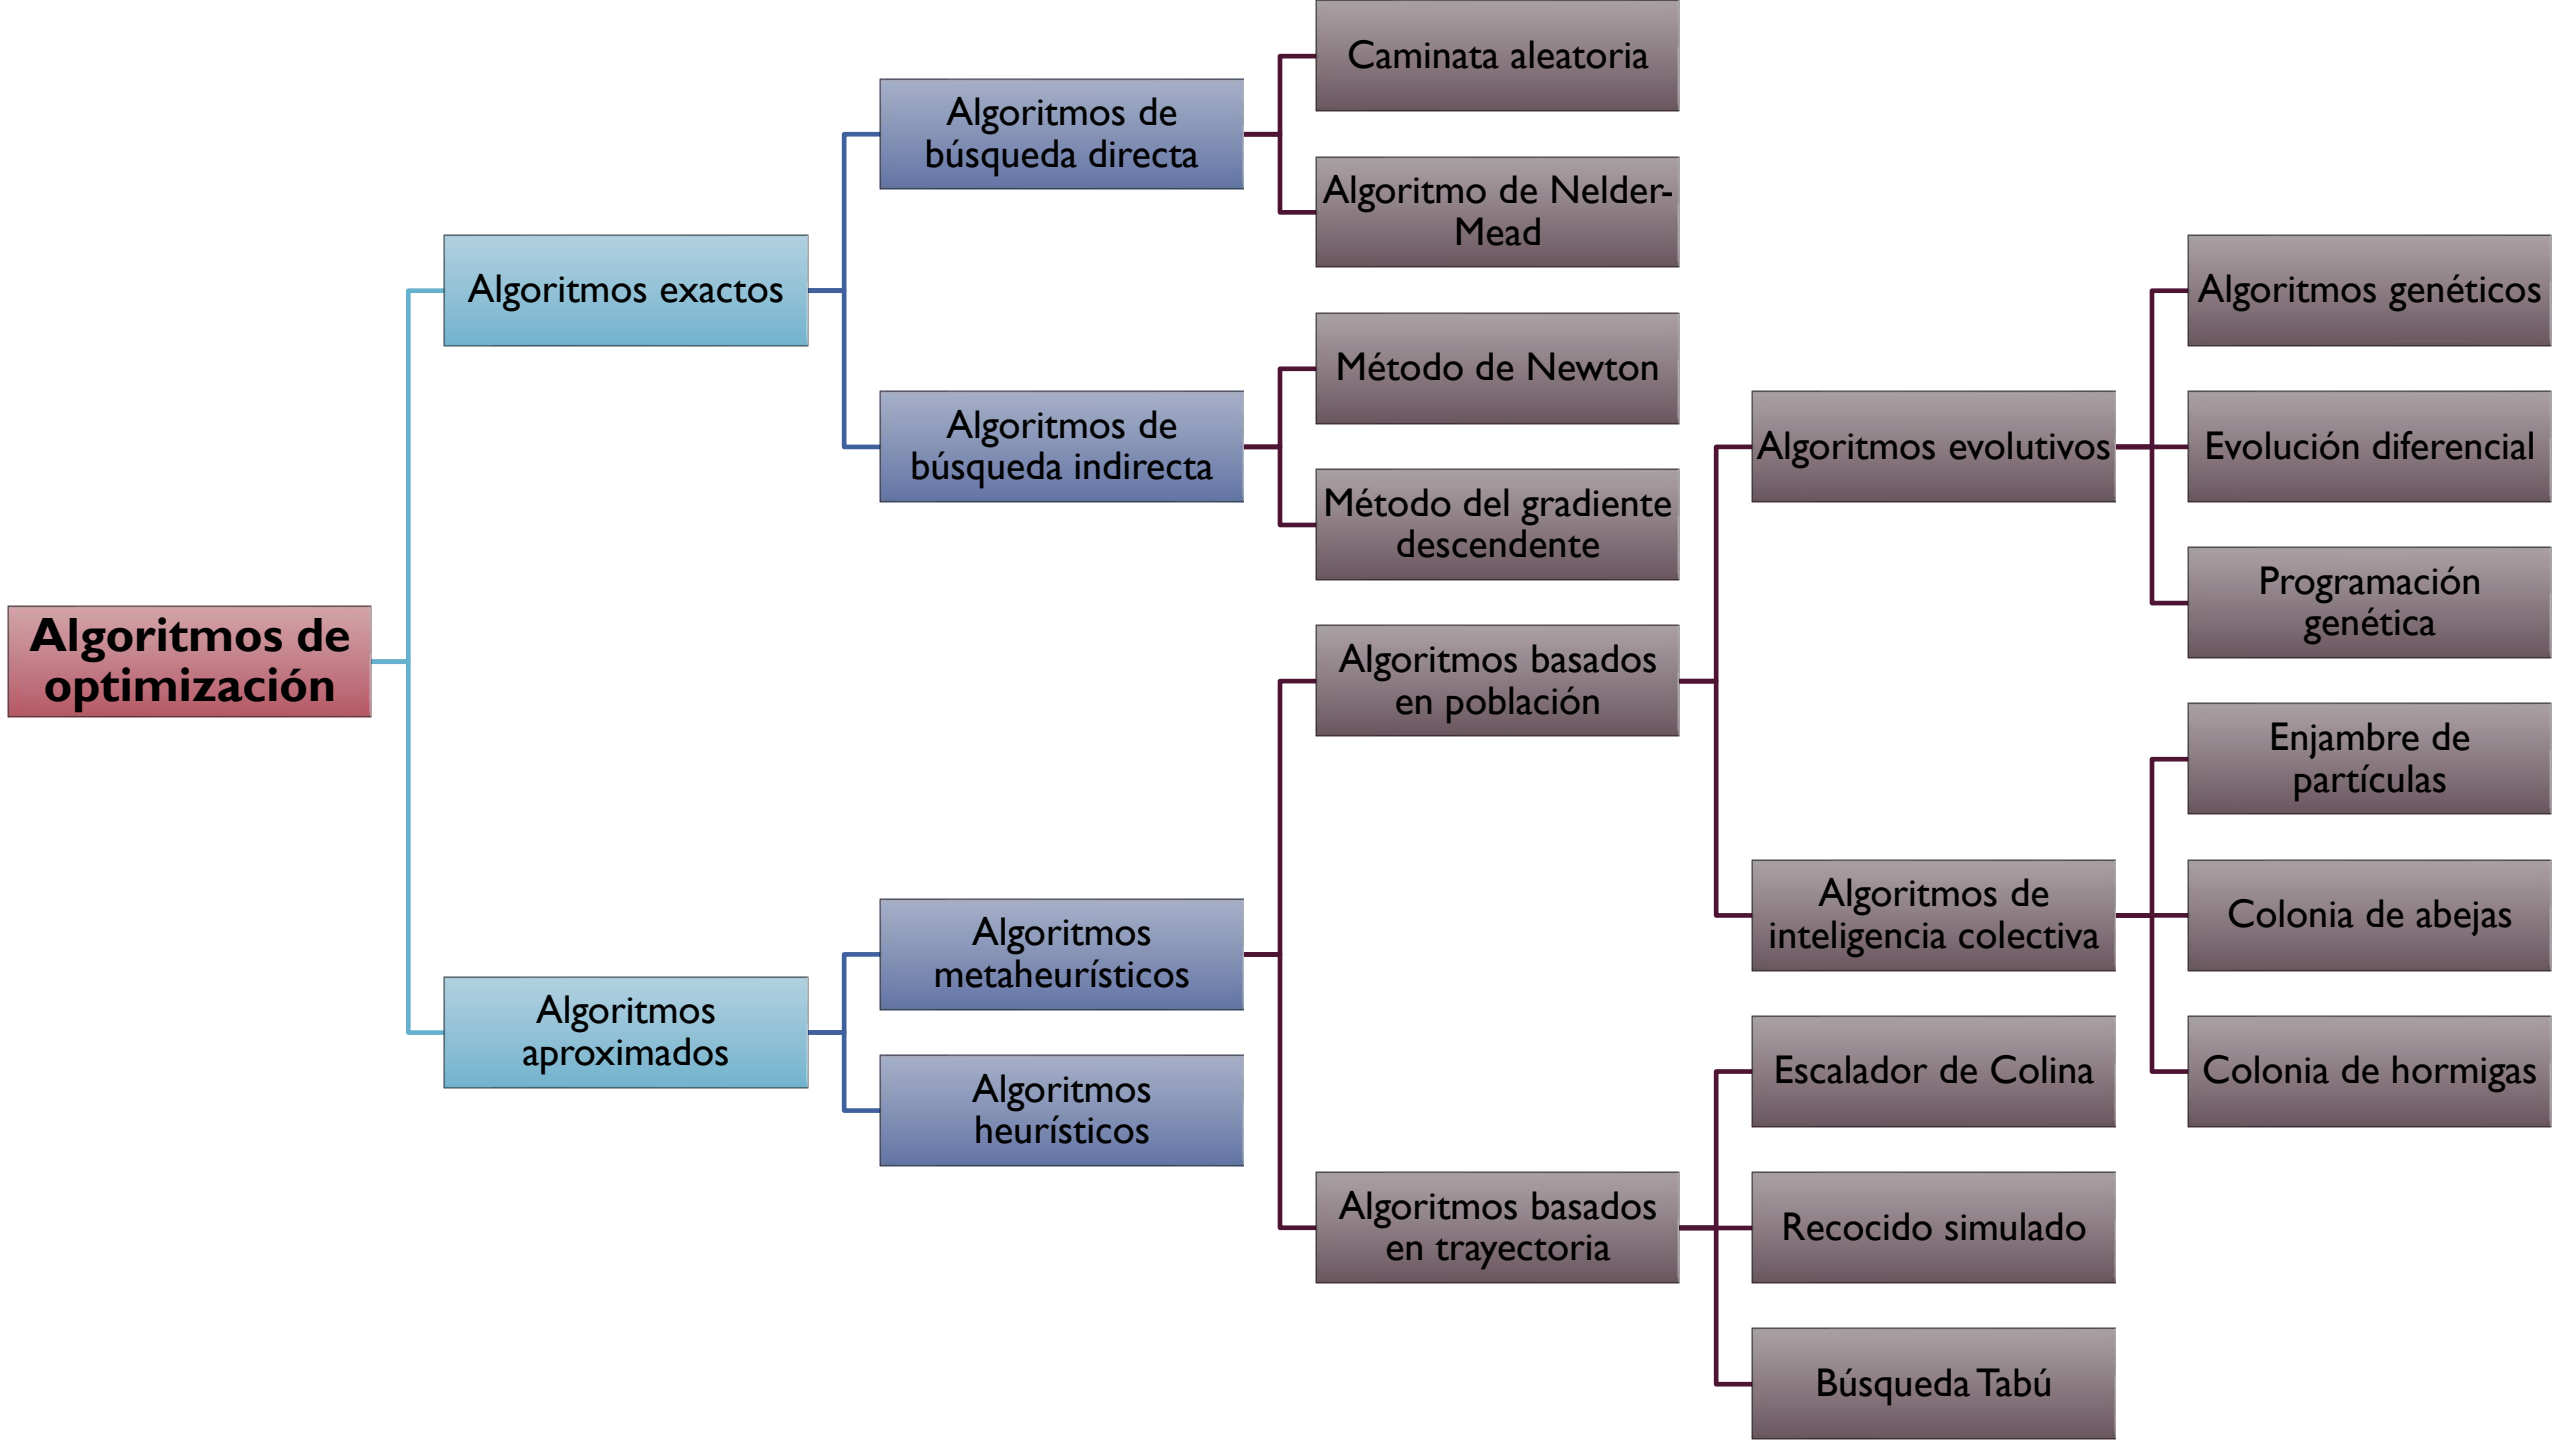 Algoritmos de
optimización
Algoritmos exactos
Algoritmos de
búsqueda directa
Caminata aleatoria
Algoritmo de Nelder-
Mead
Algoritmos de
búsqueda indirecta
Método de Newton
Método del gradiente
descendente
Algoritmos
aproximados
Algoritmos
metaheurísticos
Algoritmos basados
en población
Algoritmos evolutivos
Algoritmos genéticos
Evolución diferencial
Programación
genética
Algoritmos de
inteligencia colectiva
Enjambre de
partículas
Colonia de abejas
Colonia de hormigas
Algoritmos basados
en trayectoria
Escalador de Colina
Recocido simulado
Búsqueda Tabú
Algoritmos
heurísticos